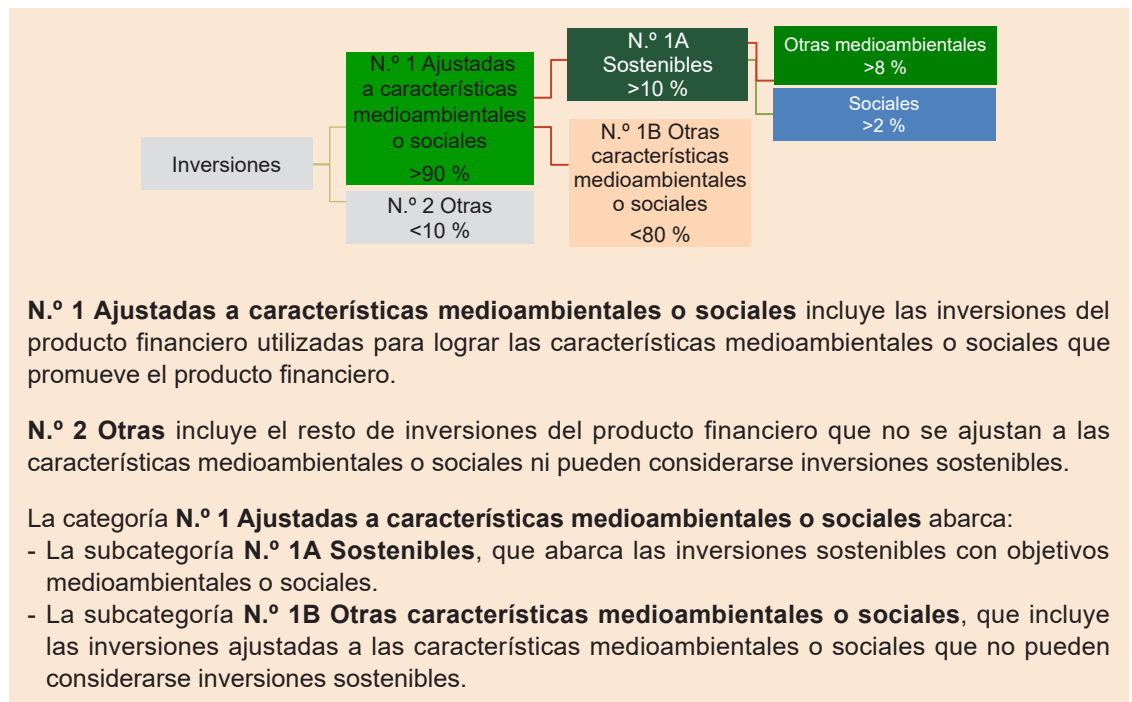 Inversiones
N.º 1 Ajustadas
a características
medioambientales
o sociales
>90 %
N.º 2 Otras
<10 %
N.º 1A
Sostenibles
>10 %
N.º 1B Otras
características
medioambientales
o sociales
<80 %
Otras medioambientales
>8 %
Sociales
>2 %
N.º 1 Ajustadas a características medioambientales o sociales incluye las inversiones del
producto financiero utilizadas para lograr las características medioambientales o sociales que
promueve el producto financiero.
N.º 2 Otras incluye el resto de inversiones del producto financiero que no se ajustan a las
características medioambientales o sociales ni pueden considerarse inversiones sostenibles.
La categoría N.º 1 Ajustadas a características medioambientales o sociales abarca:
- La subcategoría N.º 1A Sostenibles, que abarca las inversiones sostenibles con objetivos
medioambientales o sociales.
- La subcategoría N.º 1B Otras características medioambientales o sociales, que incluye
las inversiones ajustadas a las características medioambientales o sociales que no pueden
considerarse inversiones sostenibles.